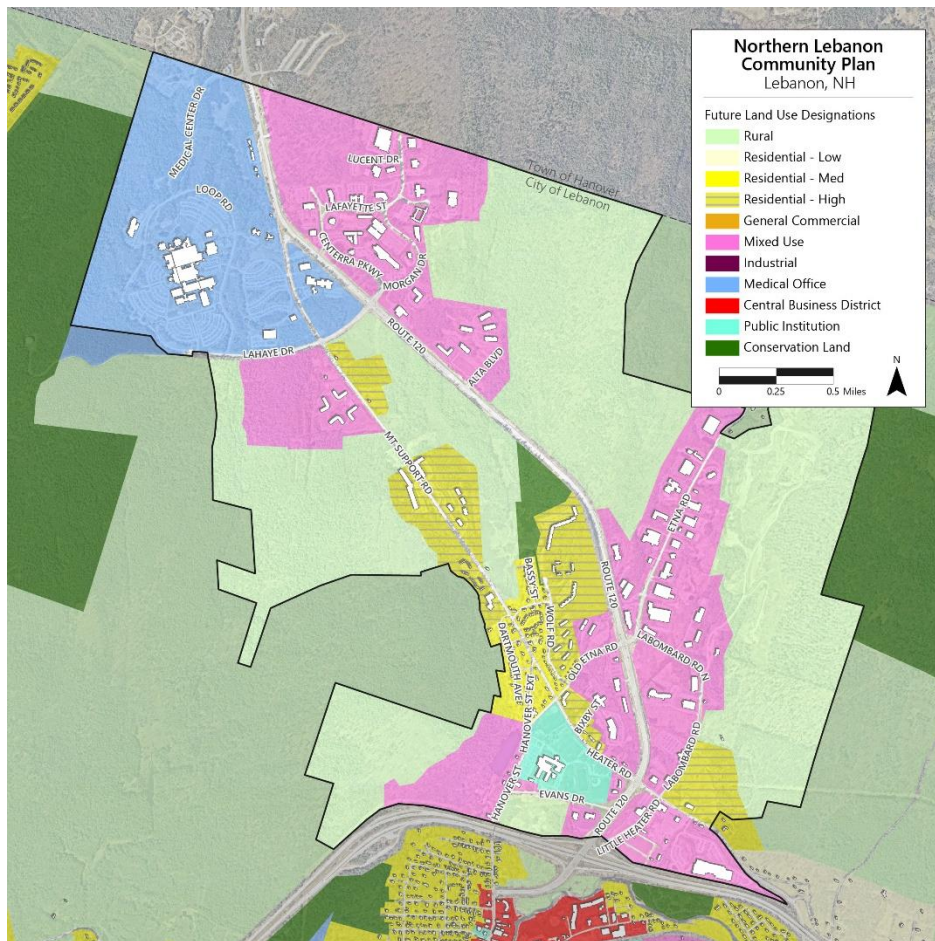 Northern Lebanon
Community Plan
Lebanon, NH
Future Land Use Designations
Rural
Residential - Low
Residential - Med
Residential - High
General Commercial
Mixed Use
Industrial
Medical Office
Central Business District
Public Institution
Conservation Land
N
0 0.25 0.5 Miles
Town of Hanover
City of Lebanon
MEDICAL CENTER DR
LUCENT DR
LOOP RD
LAFAYETTE ST
CENTERRA PKWY
MORGAN DR
ROUTE 120
LAHAYE DR
ALTA BLVD
MT SUPPORT RD
ETNA RD
ROUTE 120
BASSY ST
WOLF RD
DARTMOUTH AVE
OLD ETNA RD
LABOMBARD RD N
HANOVER ST EXT
BIXBY ST
HEATER RD
LABOMBARD RD
HANOVER ST
EVANS DR
ROUTE 120
LITTLE HEATER RD